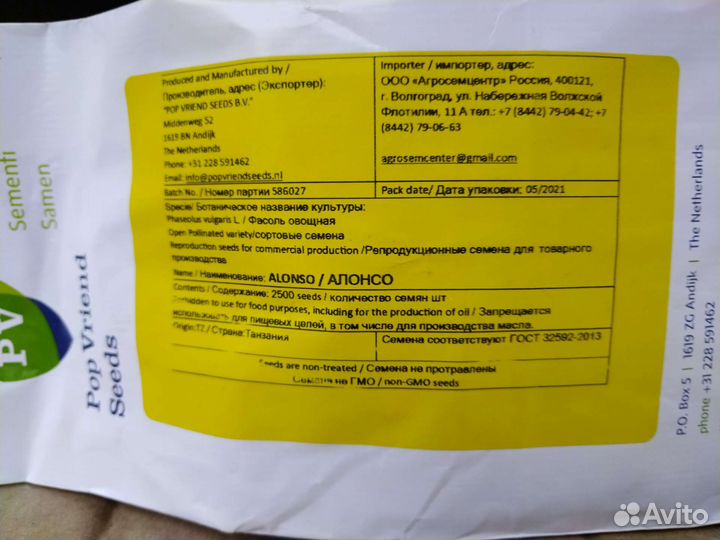 Produced and Manufactured by /
Производитель, адрес (Экспортер):
"POP VRIEND SEEDS B.V."
Middenweg 52
1619 BN Andijk
The Netherlands
Phone: +31 228 591462
Email: info@popvriendseeds.nl
Importer / импортер, адрес:
ООО «Агросемцентр» Россия, 400121,
г. Волгоград, ул. Набережная Волжской
Флотилии, 11 А тел.: +7 (8442) 79-04-42; +7
(8442) 79-06-63
agrosemcenter@gmail.com
Batch No. / Номер партии 586027
Pack date/ Дата упаковки: 05/2021
Species/ Ботаническое название культуры:
Phaseolus vulgaris L / Фасоль овощная
Open Pollinated variety/сортовые семена
Reproduction seeds for commercial production /Репродукционные семена для товарного
производства
Name / Наименование: ALONSO / АЛОНСО
Contents / Содержание: 2500 seeds / количество семян шт
Forbidden to use for food purposes, including for the production of oil / Запрещается
использовать для пищевых целей, в том числе для производства масла.
Origin:TZ / Страна:Танзания
Семена соответствуют ГОСТ 32592-2013
Seeds are non-treated / Семена не протравлены
Семена не ГМО / non-GMO seeds
Sementi
Samen
PV
Pop Vriend
Seeds
P.O. Box 5 | 1619 ZG Andijk | The Netherlands
phone +31 228 591462
Avito